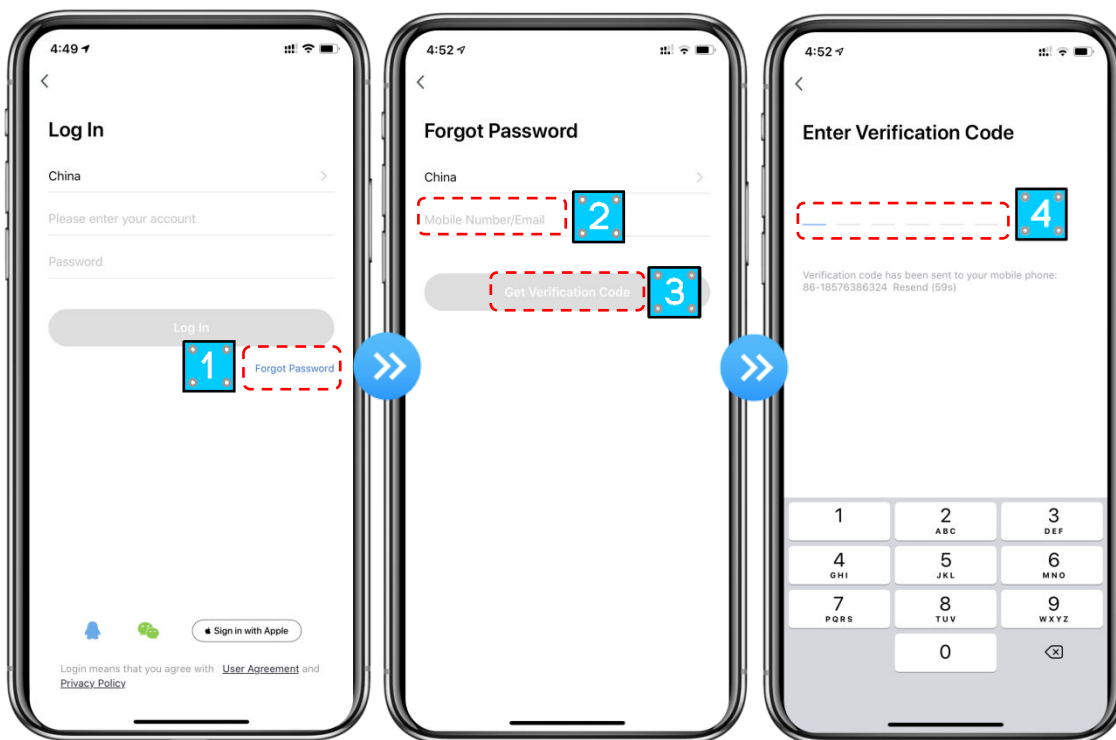 4:49
Log In
China
Please enter your account
Password
Log In
1
Forgot Password
Sign in with Apple
Login means that you agree with User Agreement and
Privacy Policy
4:52
Forgot Password
China
Mobile Number/Email
2
Get Verification Code
3
4:52
Enter Verification Code
4
Verification code has been sent to your mobile phone:
86-18576386324 Resend (59s)
1
2
ABC
3
DEF
4
GHI
5
JKL
6
MNO
7
PQRS
8
TUV
9
WXYZ
0